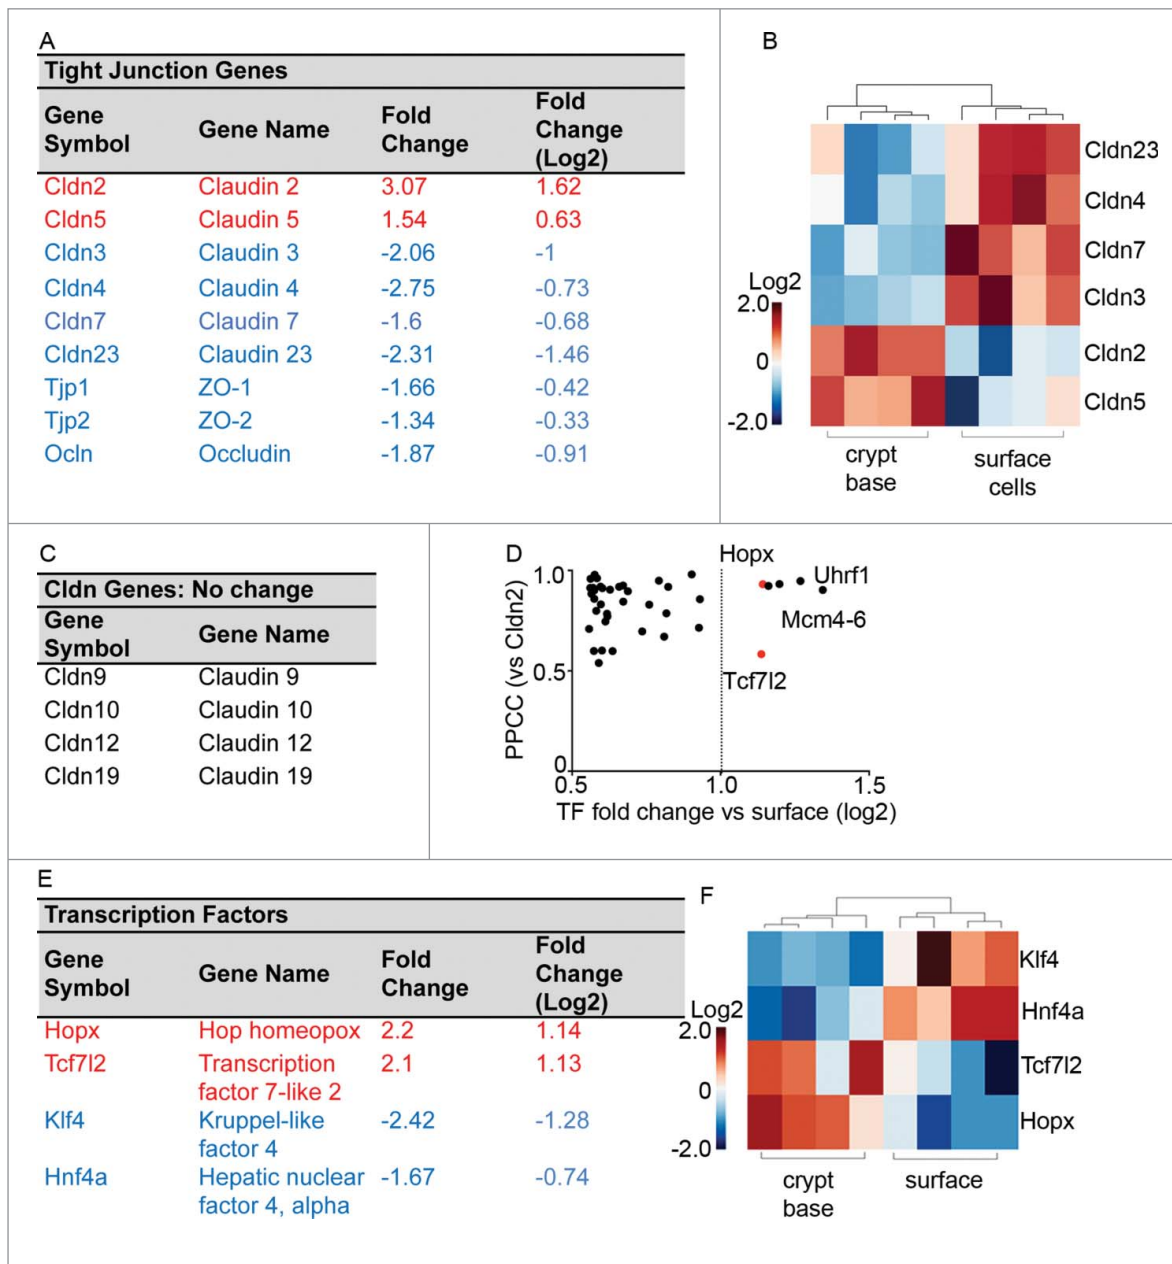 A
Tight Junction Genes
Gene Symbol Gene Name Fold Change Fold Change (Log2)
Cldn2 Claudin 2 3.07 1.62
Cldn5 Claudin 5 1.54 0.63
Cldn3 Claudin 3 -2.06 -1
Cldn4 Claudin 4 -2.75 -0.73
Cldn7 Claudin 7 -1.6 -0.68
Cldn23 Claudin 23 -2.31 -1.46
Tjp1 ZO-1 -1.66 -0.42
Tjp2 ZO-2 -1.34 -0.33
Ocln Occludin -1.87 -0.91
B
Cldn23
Cldn4
Cldn7
Cldn3
Cldn2
Cldn5
Log2
2.0
0
-2.0
crypt base
surface cells
C
Cldn Genes: No change
Gene Symbol Gene Name
Cldn9 Claudin 9
Cldn10 Claudin 10
Cldn12 Claudin 12
Cldn19 Claudin 19
D
Hopx
Uhrf1
Mcm4-6
Tcf7l2
PPCC (vs Cldn2)
1.0
0.5
0
0.5 1.0 1.5
TF fold change vs surface (log2)
E
Transcription Factors
Gene Symbol Gene Name Fold Change Fold Change (Log2)
Hopx Hop homeopox 2.2 1.14
Tcf7l2 Transcription factor 7-like 2 2.1 1.13
Klf4 Kruppel-like factor 4 -2.42 -1.28
Hnf4a Hepatic nuclear factor 4, alpha -1.67 -0.74
F
Klf4
Hnf4a
Tcf7l2
Hopx
Log2
2.0
0
-2.0
crypt base
surface